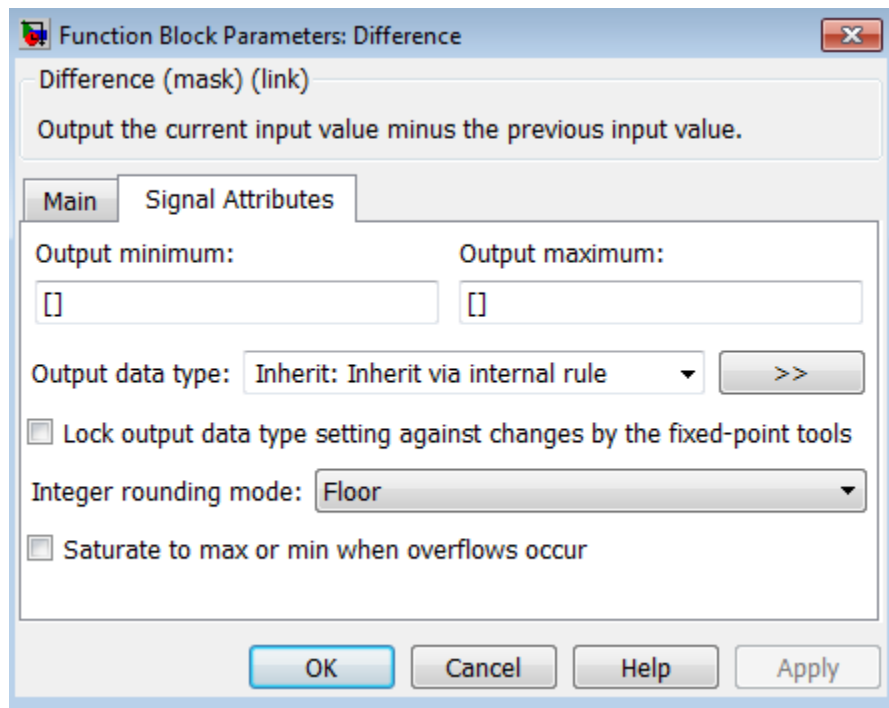 Function Block Parameters: Difference
Difference (mask) (link)
Output the current input value minus the previous input value.
Main Signal Attributes
Output minimum: Output maximum:
[] []
Output data type: Inherit: Inherit via internal rule >>
Lock output data type setting against changes by the fixed-point tools
Integer rounding mode: Floor
Saturate to max or min when overflows occur
OK Cancel Help Apply